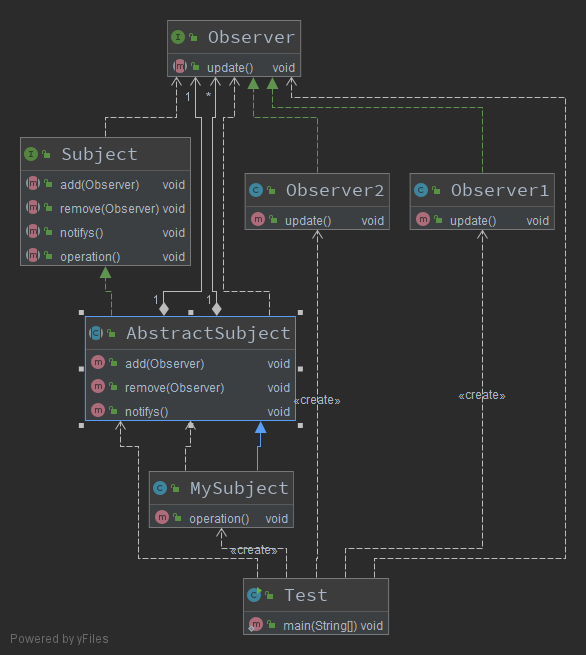 Observer
update() void
1
*
Subject
add(Observer) void
remove(Observer) void
notifys() void
operation() void
Observer2
update() void
Observer1
update() void
1
1
AbstractSubject
add(Observer) void
remove(Observer) void
notifys() void
«create»
«create»
MySubject
operation() void
«create»
Test
main(String[]) void
Powered by yFiles